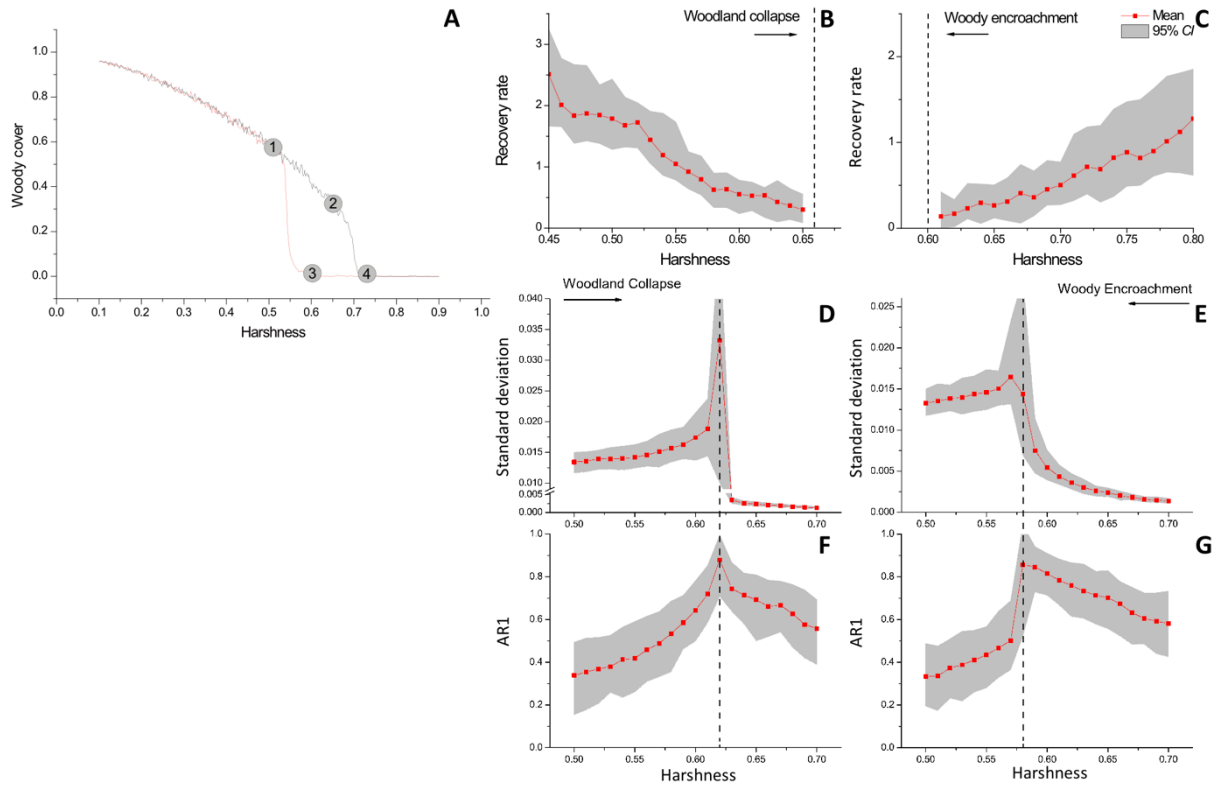 A
1.0
0.8
0.6
0.4
0.2
0.0
Woody cover
1
2
3
4
0.0 0.1 0.2 0.3 0.4 0.5 0.6 0.7 0.8 0.9 1.0
Harshness
Woodland collapse
B
3
2
1
0
Recovery rate
0.45 0.50 0.55 0.60 0.65
Harshness
Woody encroachment
C
Mean
95% CI
2
1
0
Recovery rate
0.60 0.65 0.70 0.75 0.80
Harshness
Woodland Collapse
D
0.040
0.035
0.030
0.025
0.020
0.015
0.010
0.005
0.000
Standard deviation
0.50 0.55 0.60 0.65 0.70
Woody Encroachment
E
0.025
0.020
0.015
0.010
0.005
0.000
Standard deviation
0.50 0.55 0.60 0.65 0.70
F
1.0
0.8
0.6
0.4
0.2
0.0
AR1
0.50 0.55 0.60 0.65 0.70
Harshness
G
1.0
0.8
0.6
0.4
0.2
0.0
AR1
0.50 0.55 0.60 0.65 0.70
Harshness